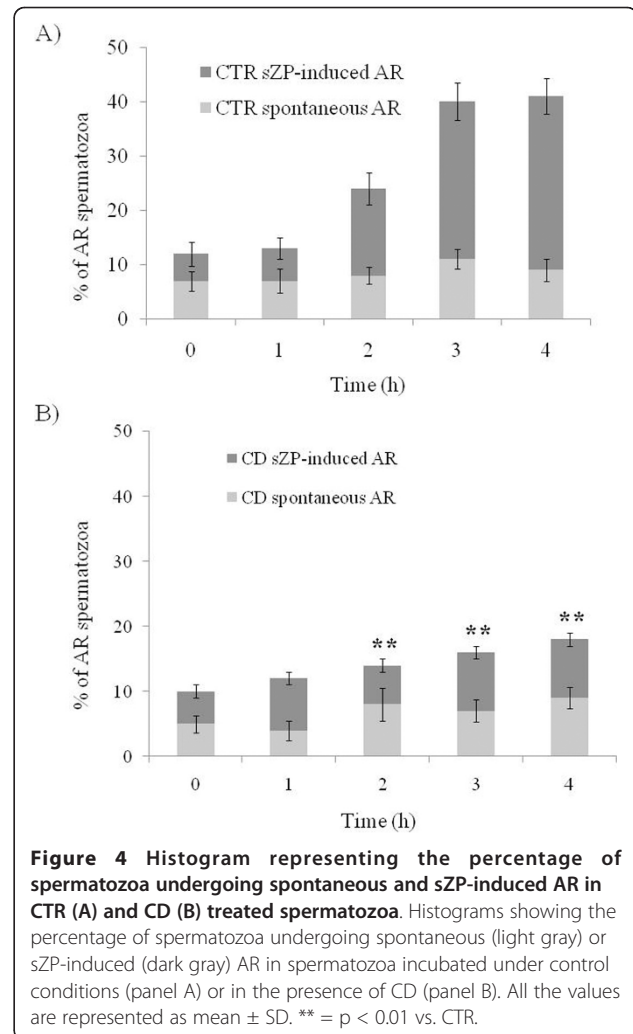 A)
50
CTR sZP-induced AR
CTR spontaneous AR
40
30
20
10
0
% of AR spermatozoa
0 1 2 3 4
Time (h)
B)
50
CD sZP-induced AR
CD spontaneous AR
40
30
20
10
0
% of AR spermatozoa
** ** **
0 1 2 3 4
Time (h)
Figure 4 Histogram representing the percentage of
spermatozoa undergoing spontaneous and sZP-induced AR in
CTR (A) and CD (B) treated spermatozoa. Histograms showing the
percentage of spermatozoa undergoing spontaneous (light gray) or
sZP-induced (dark gray) AR in spermatozoa incubated under control
conditions (panel A) or in the presence of CD (panel B). All the values
are represented as mean ± SD. ** = p < 0.01 vs. CTR.